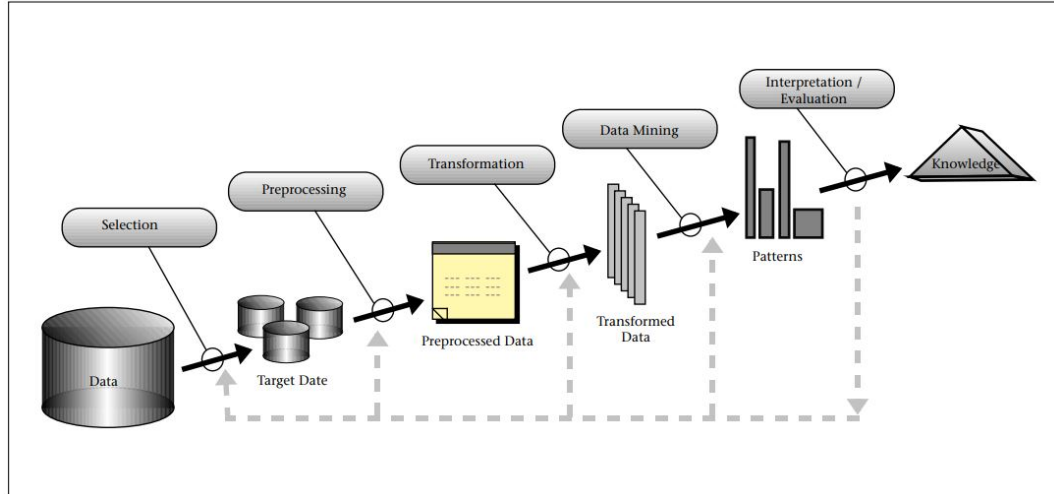 Interpretation /
Evaluation
Data Mining
Transformation
Preprocessing
Selection
Knowledge
Patterns
Transformed
Data
Preprocessed Data
Target Date
Data